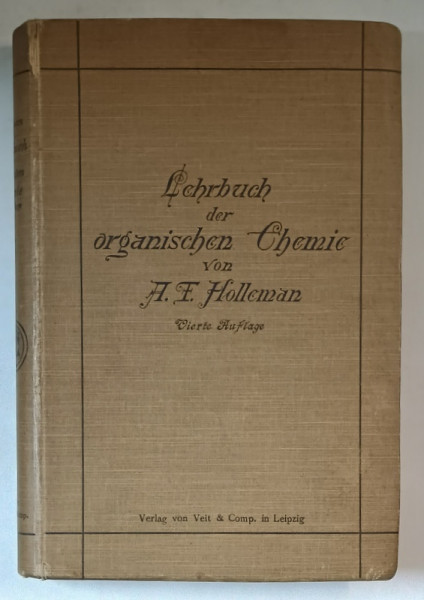 Lehrbuch
der
organischen Chemie
von
A. F. Holleman
Vierte Auflage
Verlag von Veit & Comp. in Leipzig